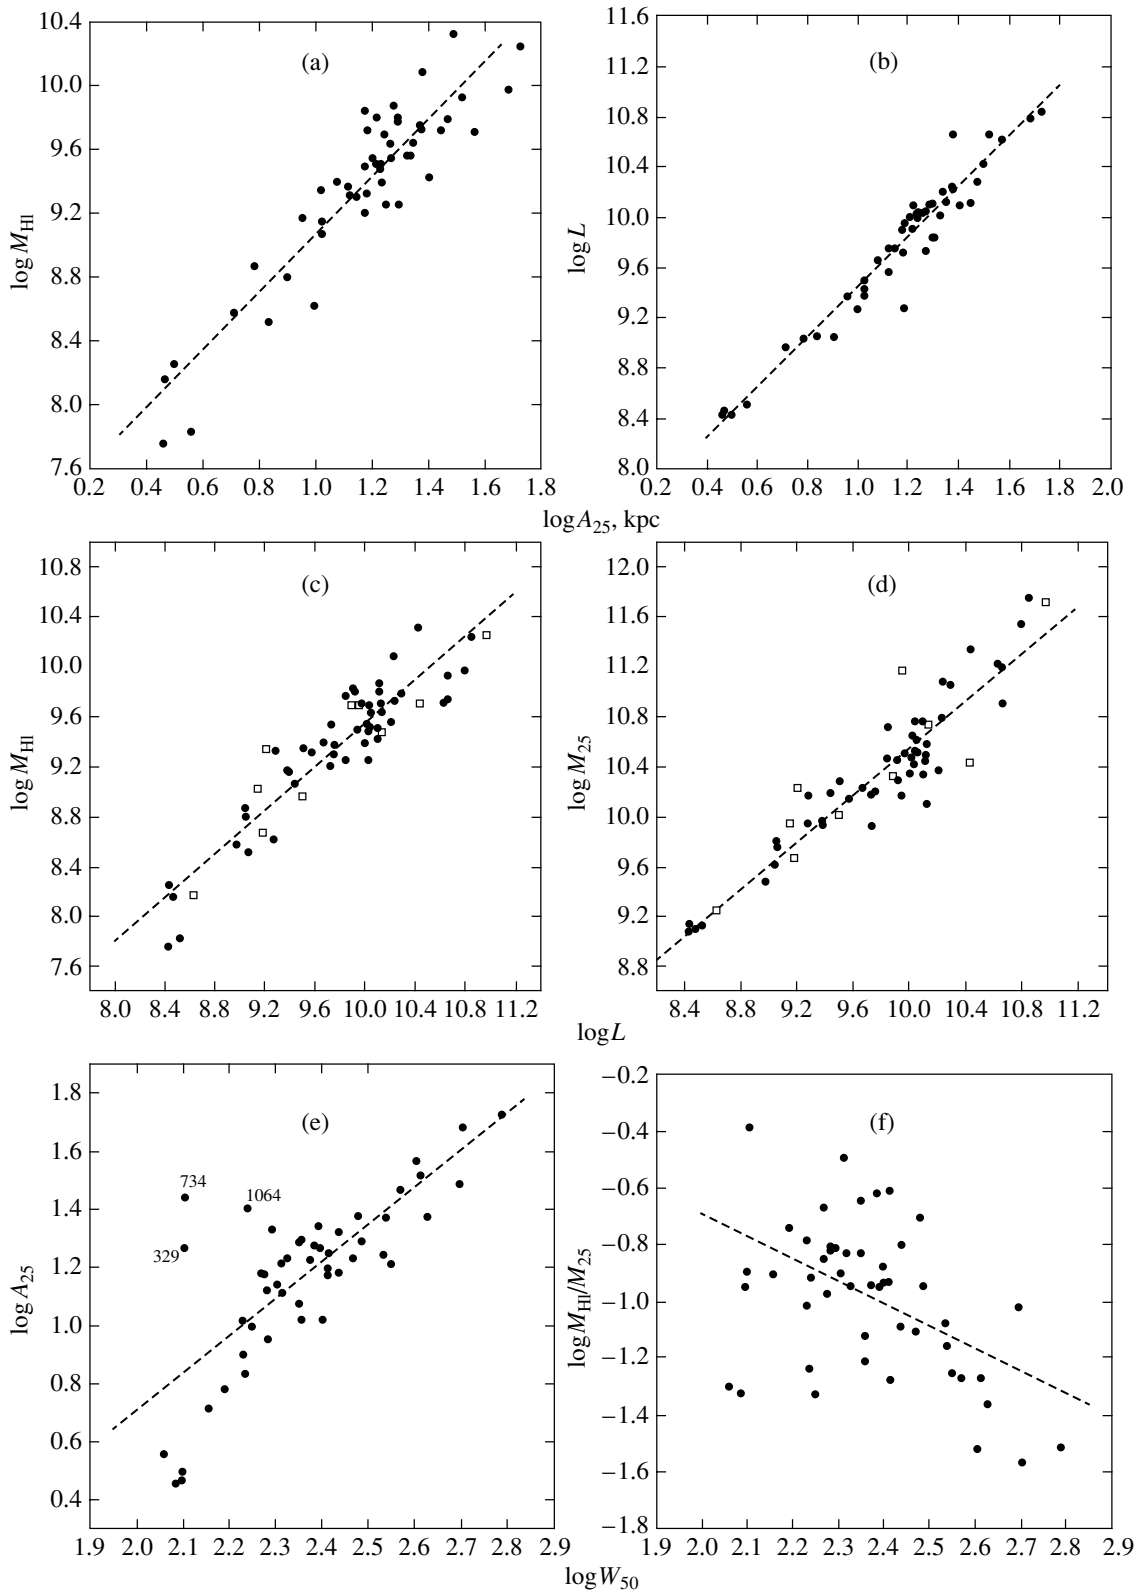 (a)
log M_HI
10.4
10.0
9.6
9.2
8.8
8.4
8.0
7.6
0.2 0.4 0.6 0.8 1.0 1.2 1.4 1.6 1.8
(b)
log L
11.6
11.2
10.8
10.4
10.0
9.6
9.2
8.8
8.4
8.0
0.2 0.4 0.6 0.8 1.0 1.2 1.4 1.6 1.8 2.0
log A_25, kpc
(c)
log M_HI
10.8
10.4
10.0
9.6
9.2
8.8
8.4
8.0
7.6
8.0 8.4 8.8 9.2 9.6 10.0 10.4 10.8 11.2
(d)
log M_25
12.0
11.6
11.2
10.8
10.4
10.0
9.6
9.2
8.8
8.4 8.8 9.2 9.6 10.0 10.4 10.8 11.2
log L
(e)
log A_25
1.8
1.6
1.4
1.2
1.0
0.8
0.6
0.4
734
1064
329
1.9 2.0 2.1 2.2 2.3 2.4 2.5 2.6 2.7 2.8 2.9
(f)
log M_HI/M_25
−0.2
−0.4
−0.6
−0.8
−1.0
−1.2
−1.4
−1.6
−1.8
1.9 2.0 2.1 2.2 2.3 2.4 2.5 2.6 2.7 2.8 2.9
log W_50